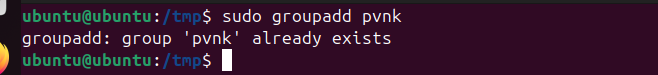 ubuntu@ubuntu:/tmp$ sudo groupadd pvnk
groupadd: group 'pvnk' already exists
ubuntu@ubuntu:/tmp$